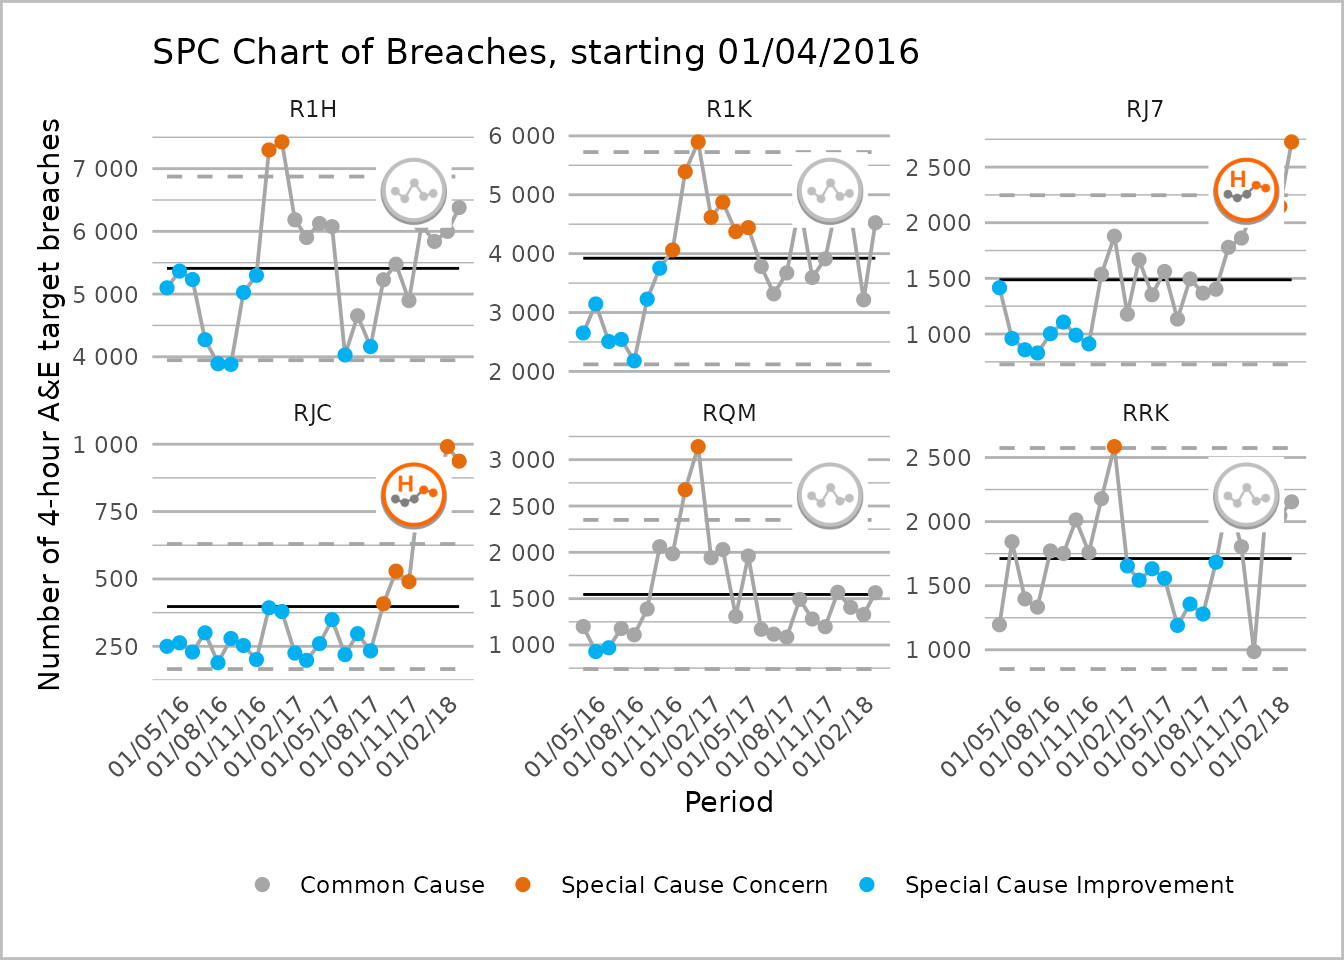 SPC Chart of Breaches, starting 01/04/2016
Number of 4-hour A&E target breaches
R1H
7 000
6 000
5 000
4 000
R1K
6 000
5 000
4 000
3 000
2 000
RJ7
2 500
2 000
1 500
1 000
H
RJC
1 000
750
500
250
H
RQM
3 000
2 500
2 000
1 500
1 000
RRK
2 500
2 000
1 500
1 000
01/05/16 01/08/16 01/11/16 01/02/17 01/05/17 01/08/17 01/11/17 01/02/18
01/05/16 01/08/16 01/11/16 01/02/17 01/05/17 01/08/17 01/11/17 01/02/18
01/05/16 01/08/16 01/11/16 01/02/17 01/05/17 01/08/17 01/11/17 01/02/18
Period
Common Cause Special Cause Concern Special Cause Improvement